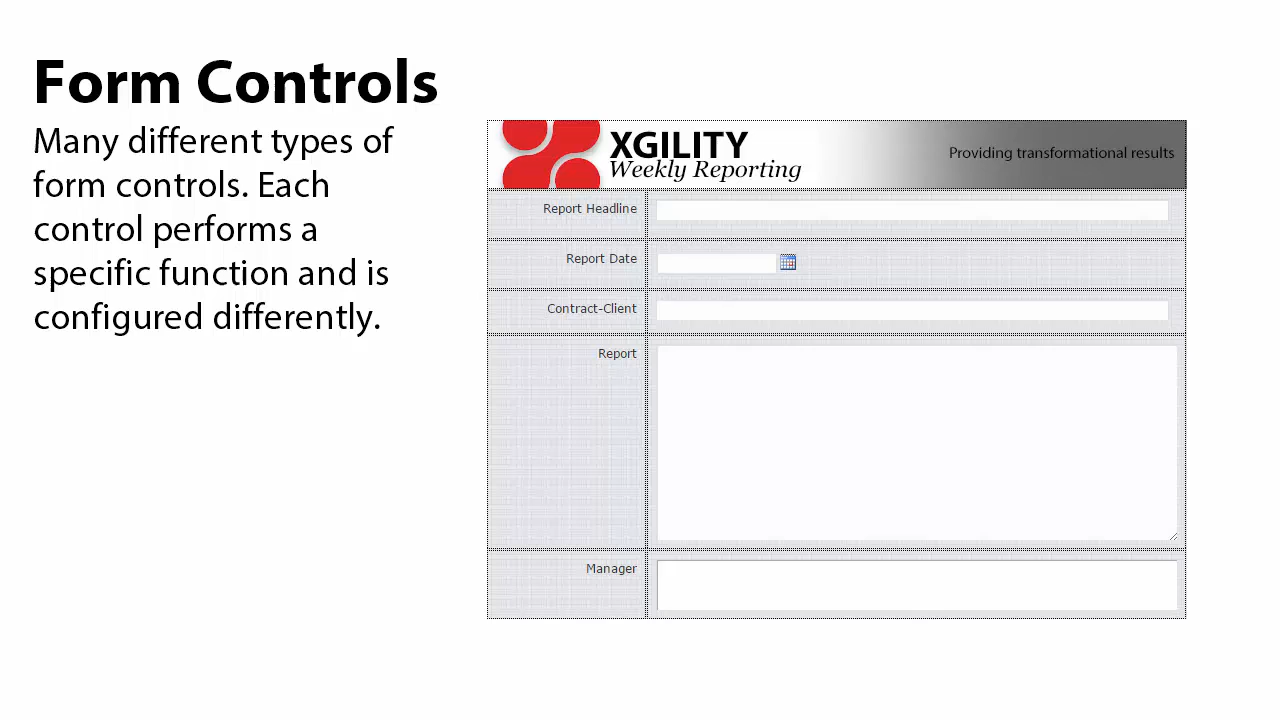 Form Controls
Many different types of
form controls. Each
control performs a
specific function and is
configured differently.
XGILITY
Weekly Reporting
Providing transformational results
Report Headline
Report Date
Contract-Client
Report
Manager